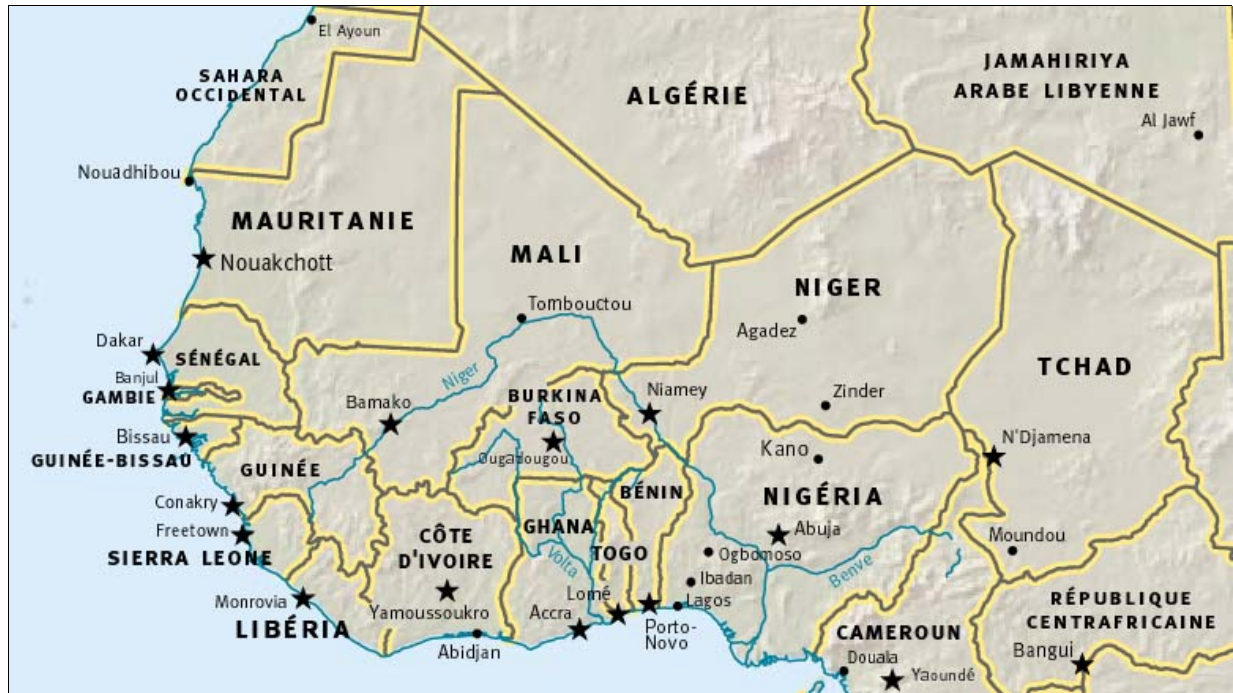 El Ayoun
SAHARA
OCCIDENTAL
ALGÉRIE
JAMAHIRIYA
ARABE LIBYENNE
Al Jawf
Nouâdhibou
MAURITANIE
Nouakchott
MALI
Tombouctou
NIGER
Agadez
Zinder
TCHAD
Dakar
SÉNÉGAL
Banjul
GAMBIE
Niger
BURKINA
FASO
Niamey
Bamako
Bissau
GUINÉE-BISSAU
GUINÉE
Ougadougou
Kano
N'Djamena
BÉNIN
NIGÉRIA
Conakry
Freetown
SIERRA LEONE
CÔTE
D'IVOIRE
GHANA
TOGO
Volta
Abuja
Ogbomoso
Benve
Moundou
Ibadan
Lagos
Monrovia
LIBÉRIA
Yamoussoukro
Abidjan
Accra
Lomé
Porto-
Novo
CAMEROUN
Douala
Yaoundé
RÉPUBLIQUE
CENTRAFRICAINE
Bangui